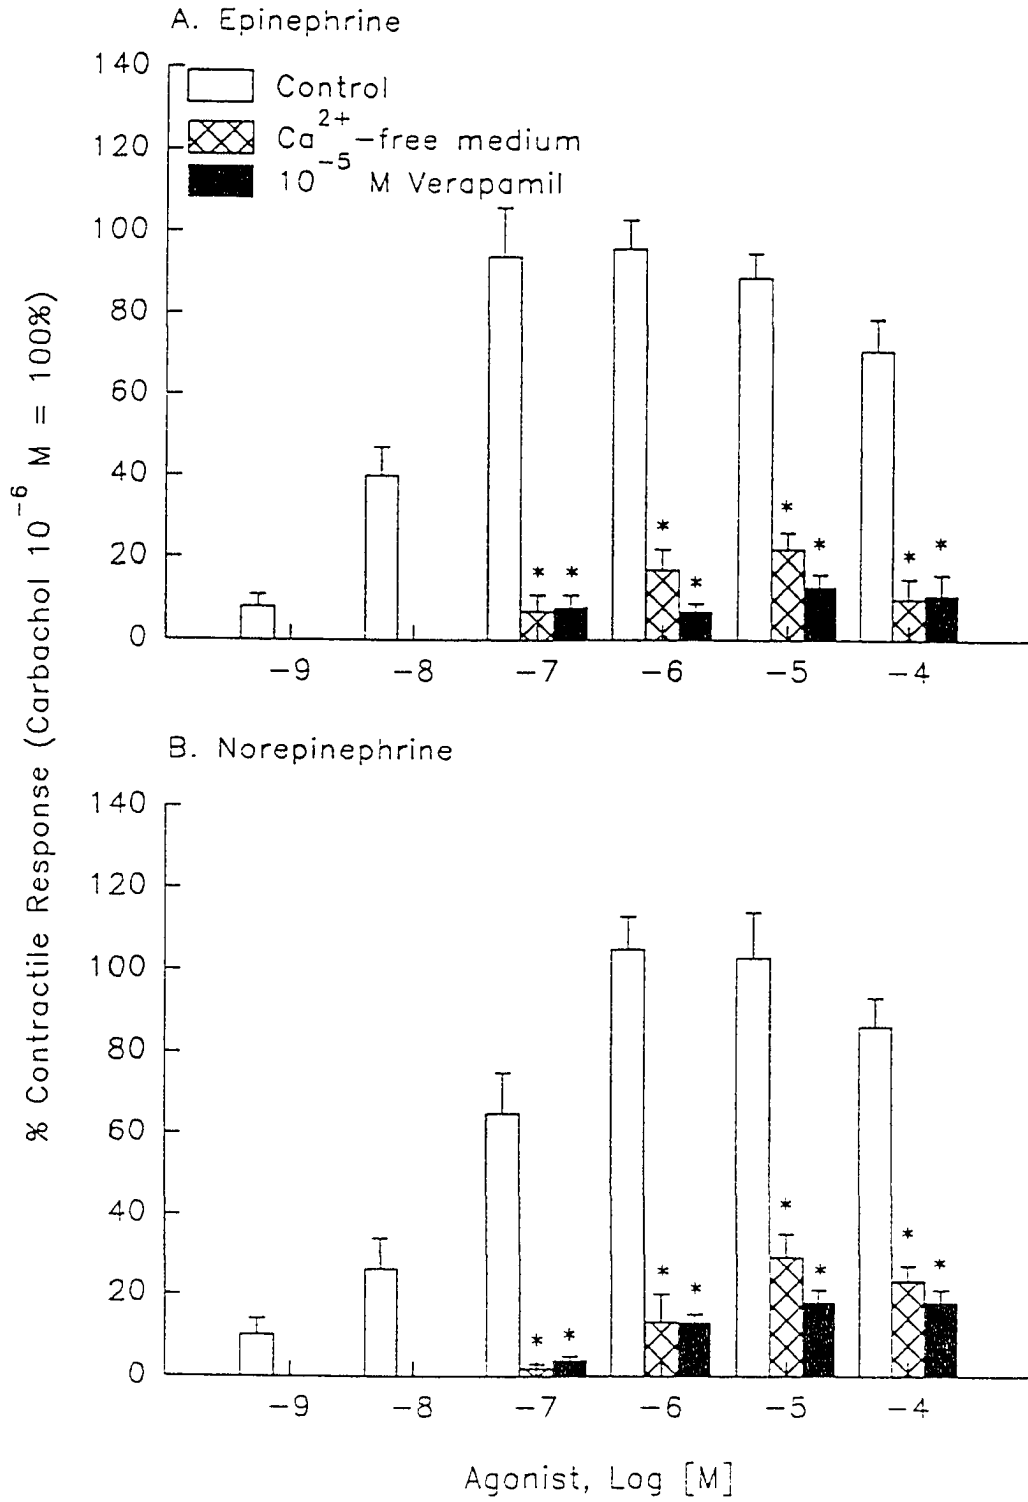 A. Epinephrine
140
120
100
80
60
40
20
0
Control
Ca²⁺-free medium
10⁻⁵ M Verapamil
* * * * * * * *
-9 -8 -7 -6 -5 -4
% Contractile Response (Carbachol 10⁻⁶ M = 100%)
B. Norepinephrine
140
120
100
80
60
40
20
0
* * * * * * * *
-9 -8 -7 -6 -5 -4
Agonist, Log [M]